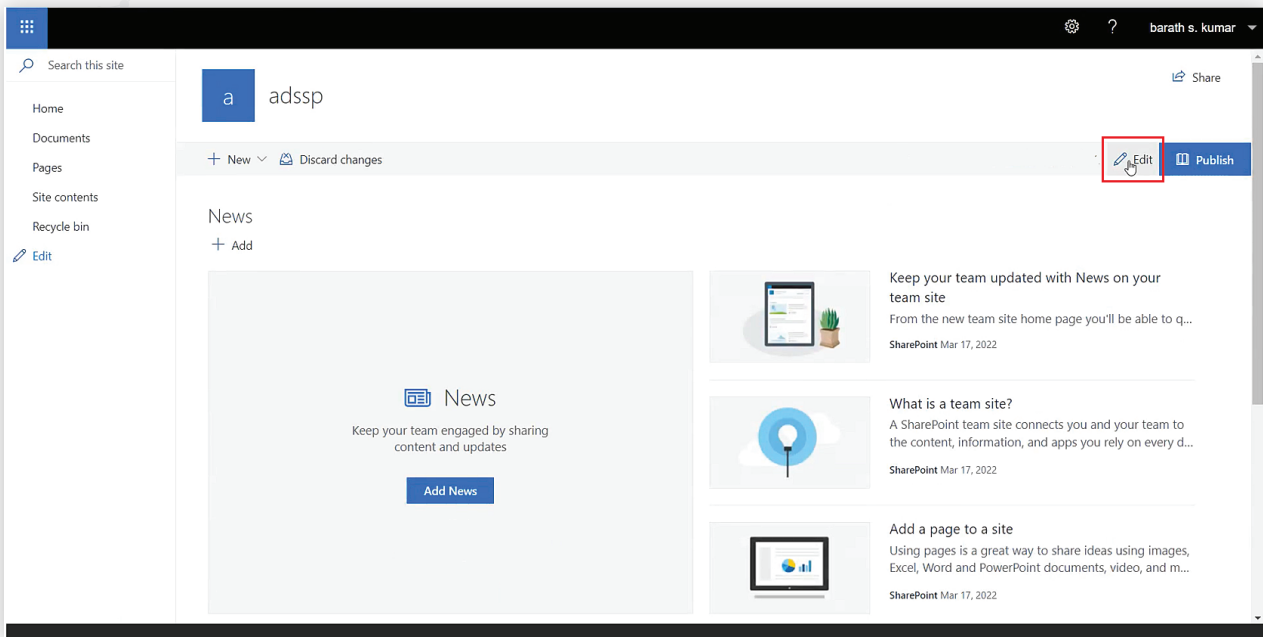 barath s. kumar
Search this site
Home
Documents
Pages
Site contents
Recycle bin
Edit
a
adssp
Share
New
Discard changes
Edit
Publish
News
Add
News
Keep your team engaged by sharing
content and updates
Add News
Keep your team updated with News on your
team site
From the new team site home page you'll be able to q...
SharePoint Mar 17, 2022
What is a team site?
A SharePoint team site connects you and your team to
the content, information, and apps you rely on every d...
SharePoint Mar 17, 2022
Add a page to a site
Using pages is a great way to share ideas using images,
Excel, Word and PowerPoint documents, video, and m...
SharePoint Mar 17, 2022